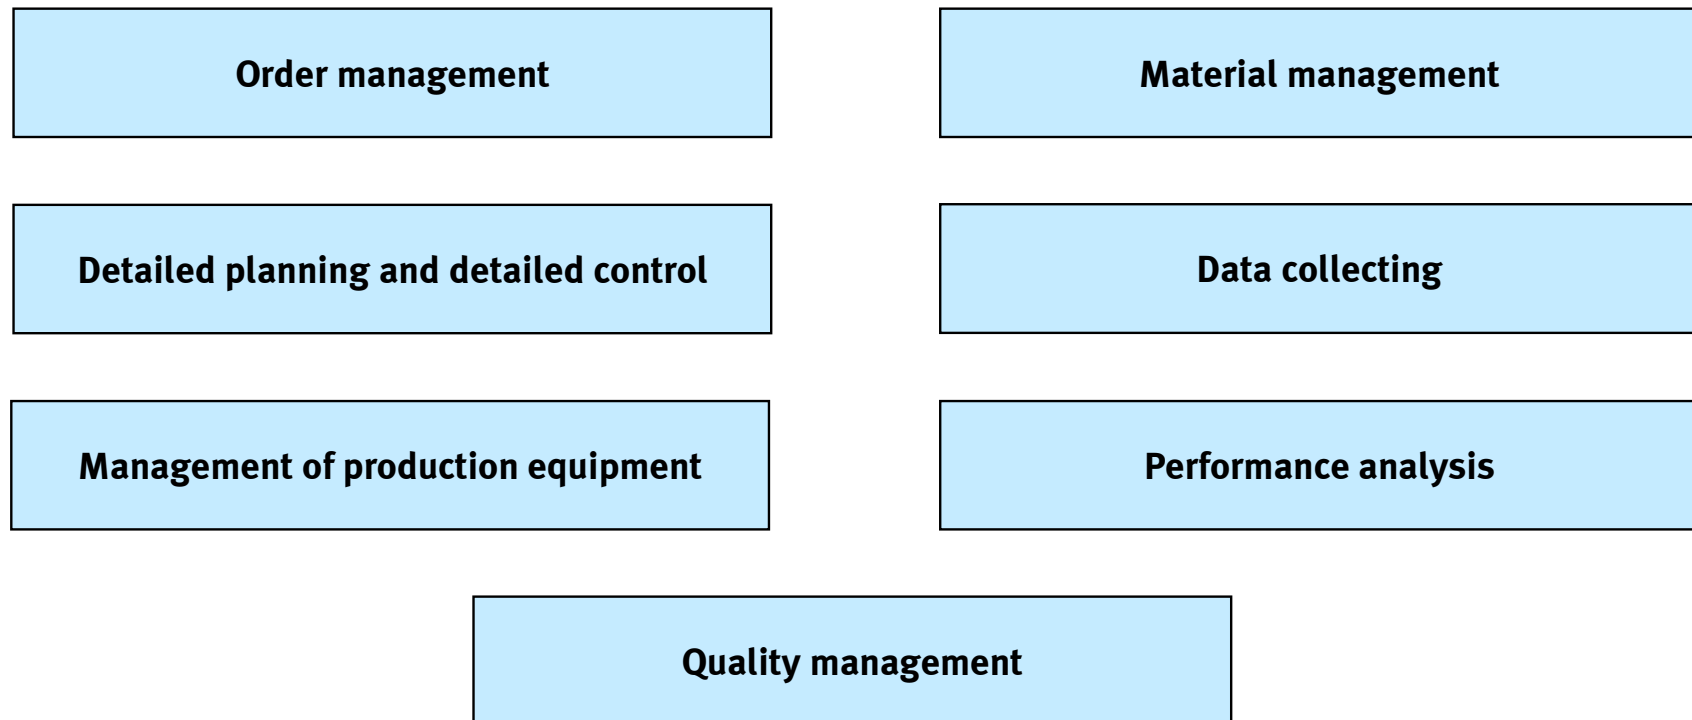 Order management
Material management
Detailed planning and detailed control
Data collecting
Management of production equipment
Performance analysis
Quality management